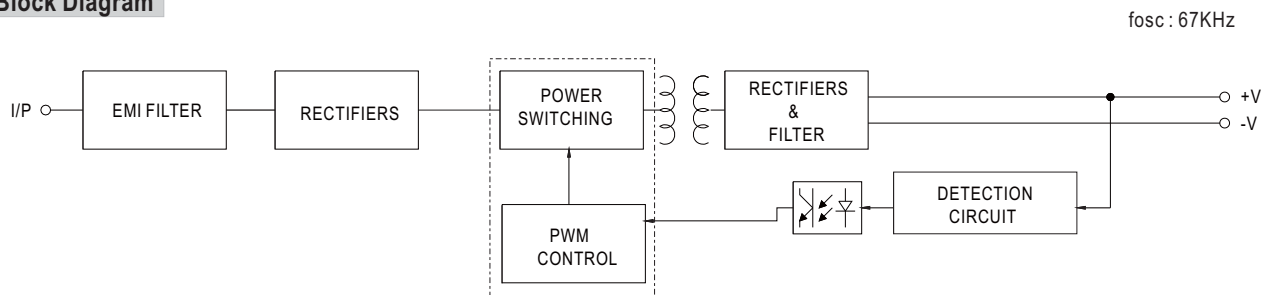 Block Diagram
fosc : 67KHz
I/P
EMI FILTER
RECTIFIERS
POWER
SWITCHING
RECTIFIERS
&
FILTER
+V
-V
DETECTION
CIRCUIT
PWM
CONTROL